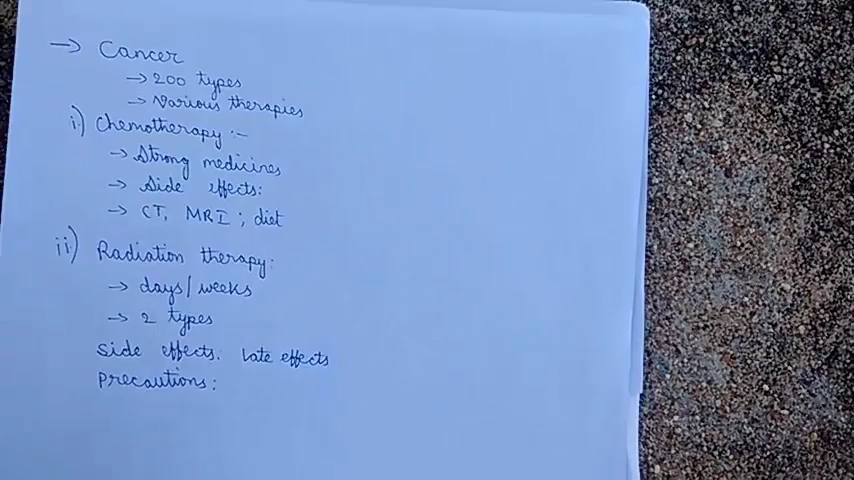 → Cancer
→ 200 types
→ Various therapies
i.) Chemotherapy :-
→ Strong medicines
→ Side effects:
→ CT, MRI ; diet
ii) Radiation therapy:
→ days/weeks
→ 2 types
Side effects. Late effects
Precautions: